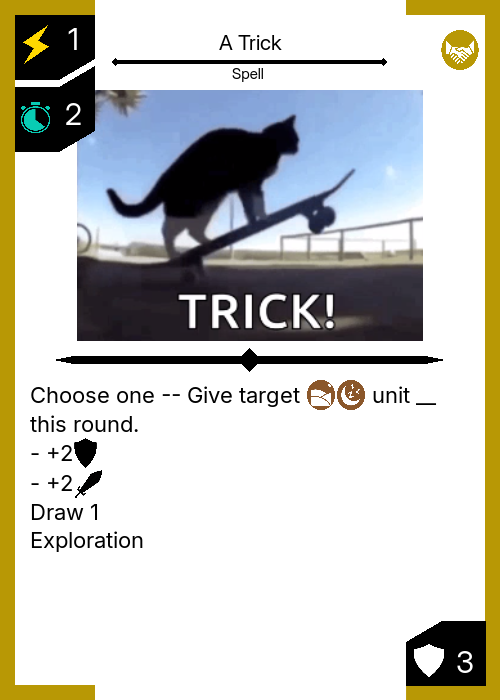 1
A Trick
Spell
2
TRICK!
Choose one -- Give target unit __
this round.
- +2
- +2
Draw 1
Exploration
3